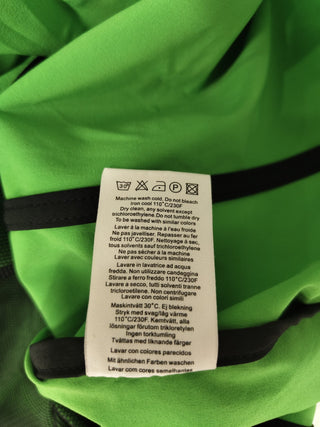 30 P
Machine wash cold. Do not bleach
Iron cool 110°C/230F
Dry clean, any solvent except
trichloroethylene.Do not tumble dry
To be washed with similar colors
Laver à la machine à l'eau froide
Ne pas javelliser. Repasser au fer
froid 110°C/230F. Nettoyage à sec,
tous solvents sauf trichloroethylene
Ne pas sécher à la machine
Laver avec couleurs similaires
Lavare in lavatrice ad acqua
fredda. Non utilizzare candeggina
Stirare a ferro freddo 110°C/230F
Lavare a secco, tutti solventi tranne
tricloroetilene. Non centrifugare
Lavare con colori simili
Maskintvätt 30°C. Ej blekning
Stryk med svag/låg värme
110°C/230F. Kemtvätt, alla
lösningar förutom trikloretylen
Ingen torktumling
Tvättas med liknande färger
Lavar con colores parecidos
Mit ähnlichen Farben waschen
Lavar com cores semelhantes